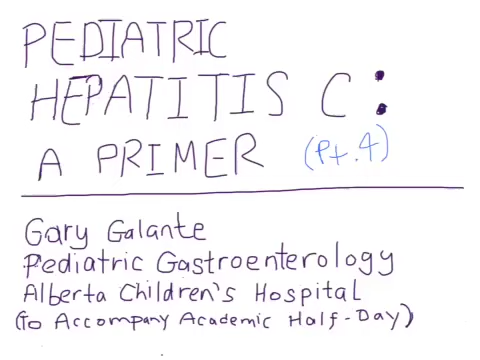 PEDIATRIC
HEPATITIS C:
A PRIMER (Pt.4)
Gary Galante
Pediatric Gastroenterology
Alberta Children's Hospital
(To Accompany Academic Half-Day)